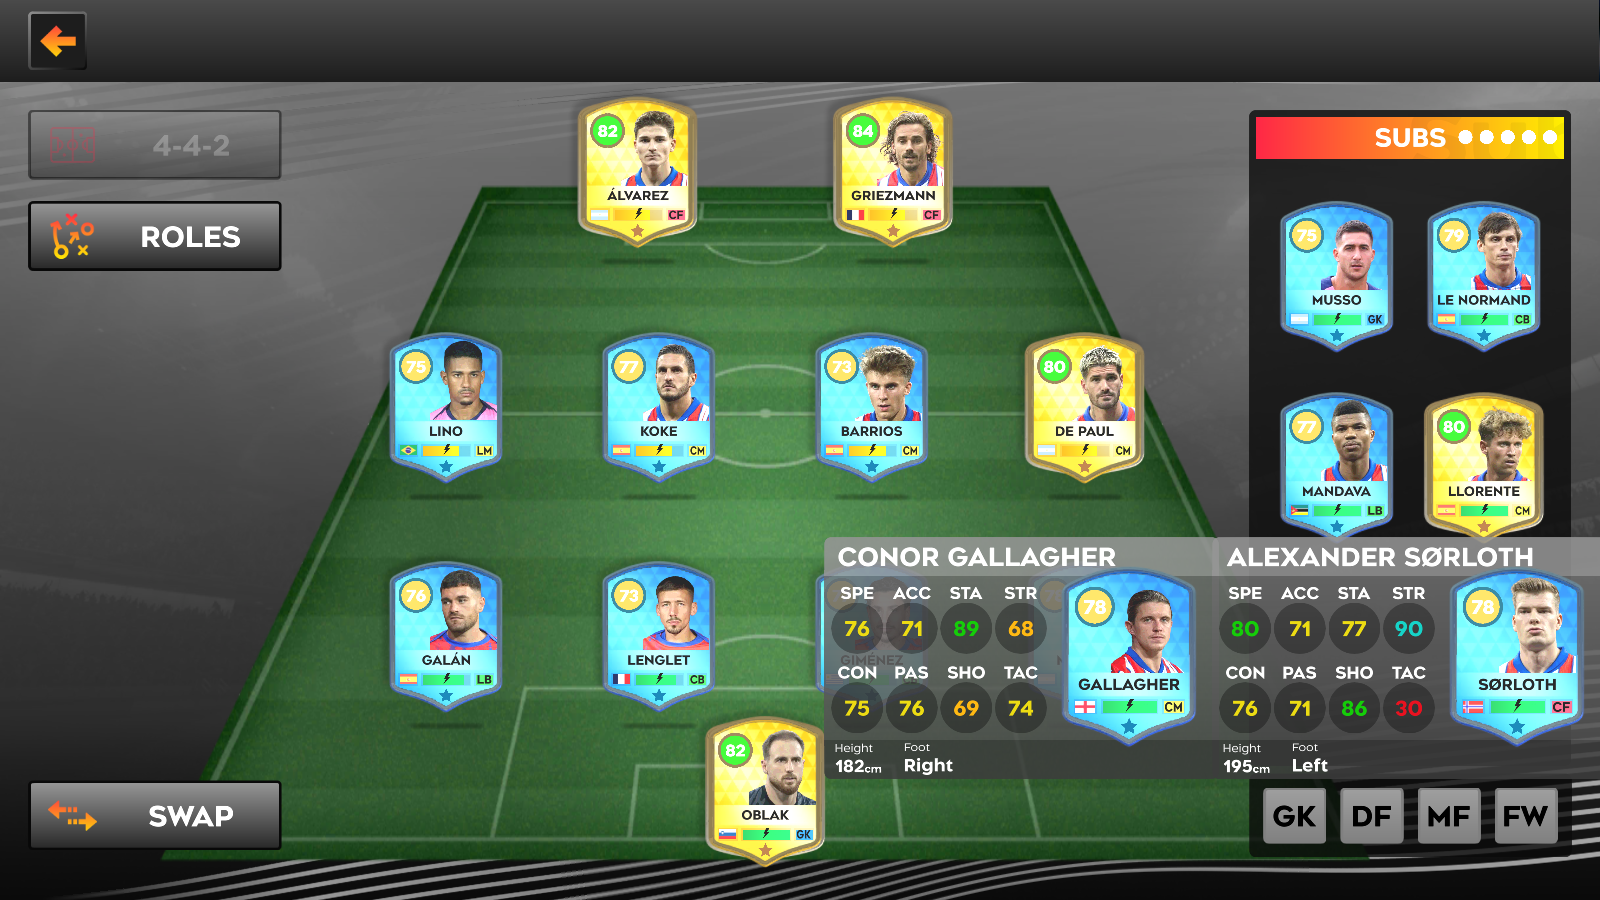 4-4-2
ROLES
SWAP
82
ÁLVAREZ
CF
84
GRIEZMANN
CF
75
LINO
LM
77
KOKE
CM
73
BARRIOS
CM
80
DE PAUL
CM
76
GALÁN
LB
73
LENGLET
CB
GIMÉNEZ
82
OBLAK
GK
SUBS
75
MUSSO
GK
79
LE NORMAND
CB
77
MANDAVA
LB
80
LLORENTE
CM
CONOR GALLAGHER
SPE ACC STA STR
76 71 89 68
CON PAS SHO TAC
75 76 69 74
Height Foot
182cm Right
78
GALLAGHER
CM
ALEXANDER SØRLOTH
SPE ACC STA STR
80 71 77 90
CON PAS SHO TAC
76 71 86 30
Height Foot
195cm Left
78
SØRLOTH
CF
GK DF MF FW